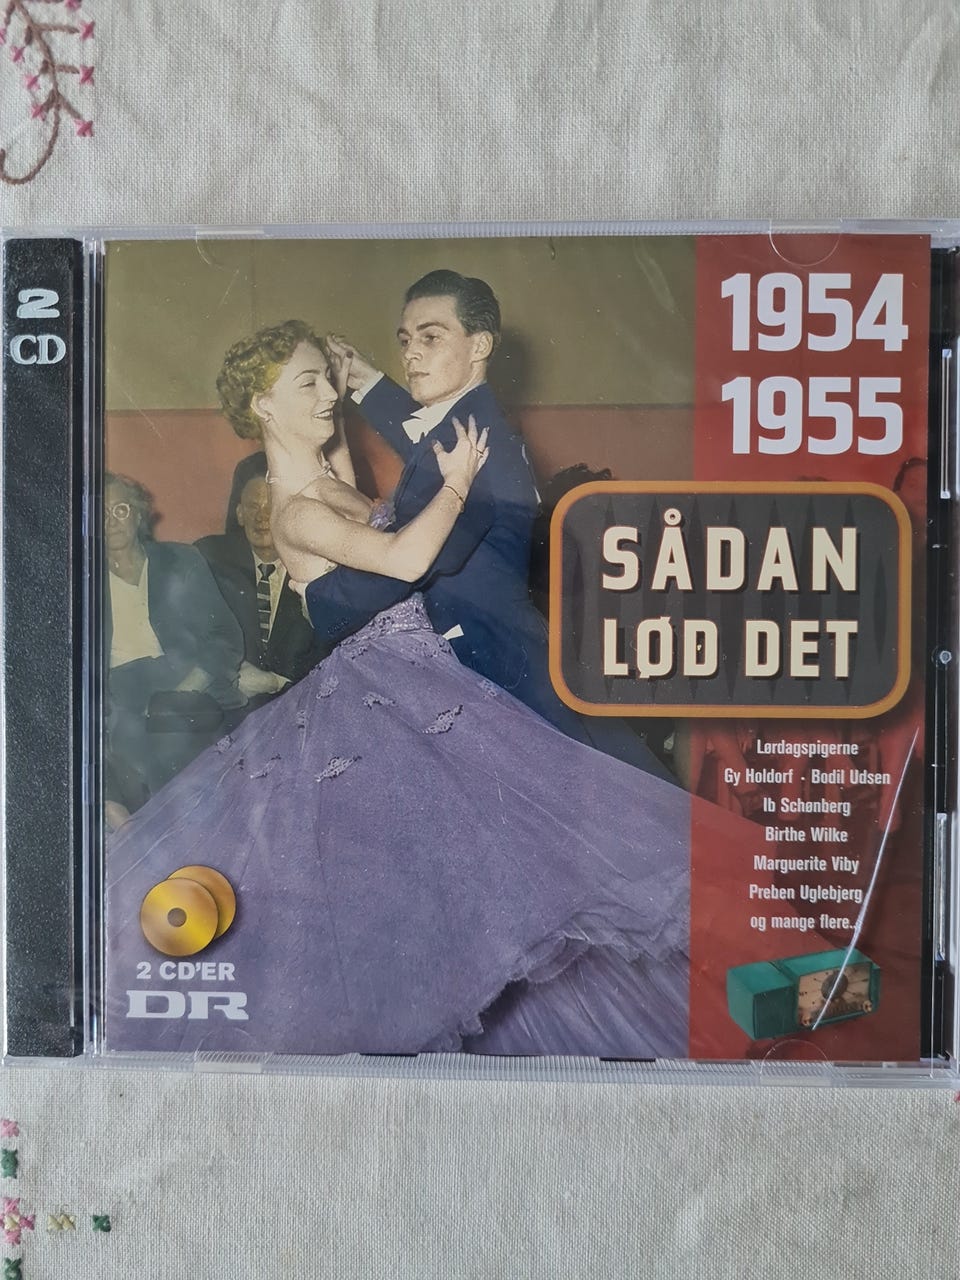 2
CD
1954
1955
SÅDAN
LØD DET
Lørdagspigerne
Gy Holdorf · Bodil Udsen
Ib Schønberg
Birthe Wilke
Marguerite Viby
Preben Uglebjerg
og mange flere...
2 CD'ER
DR